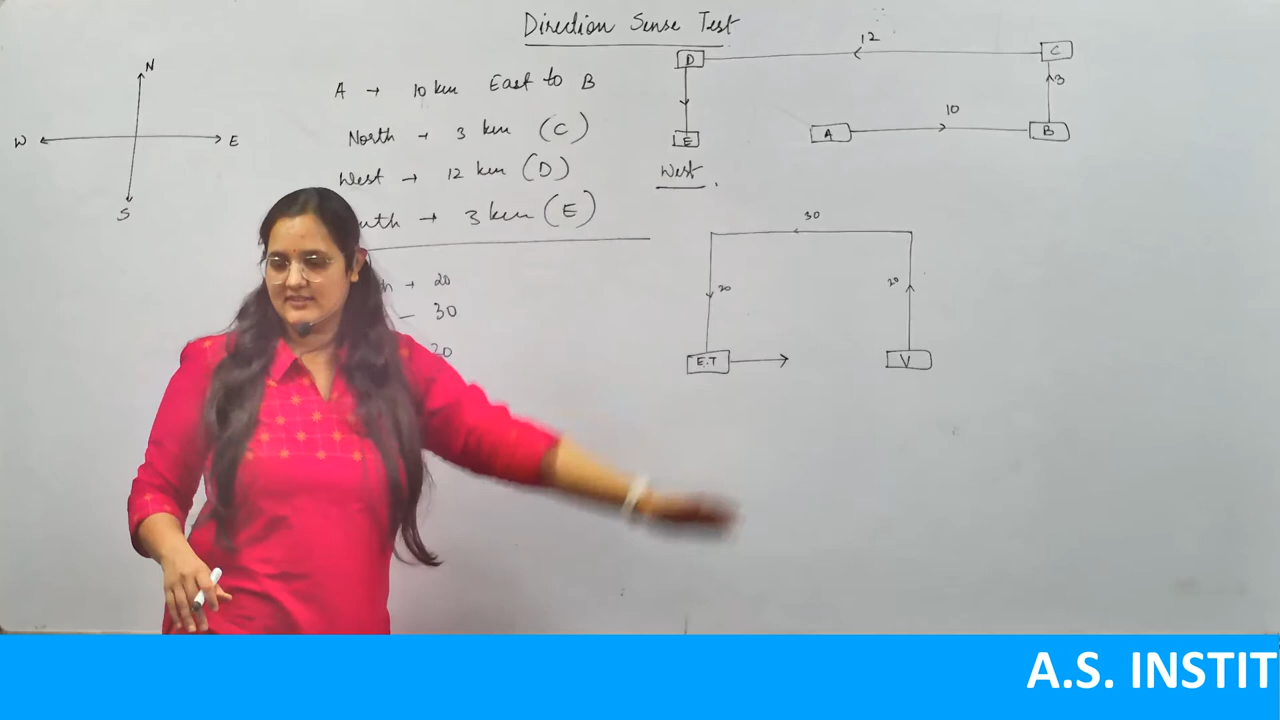 Direction Sense Test
N
W E
S
A → 10 km East to B
North → 3 km (C)
West → 12 km (D)
uth → 3 km (E)
h → 20
— 30
20
D 12 C
3
E A 10 B
West.
30
20 20
E.T V
A.S. INSTIT